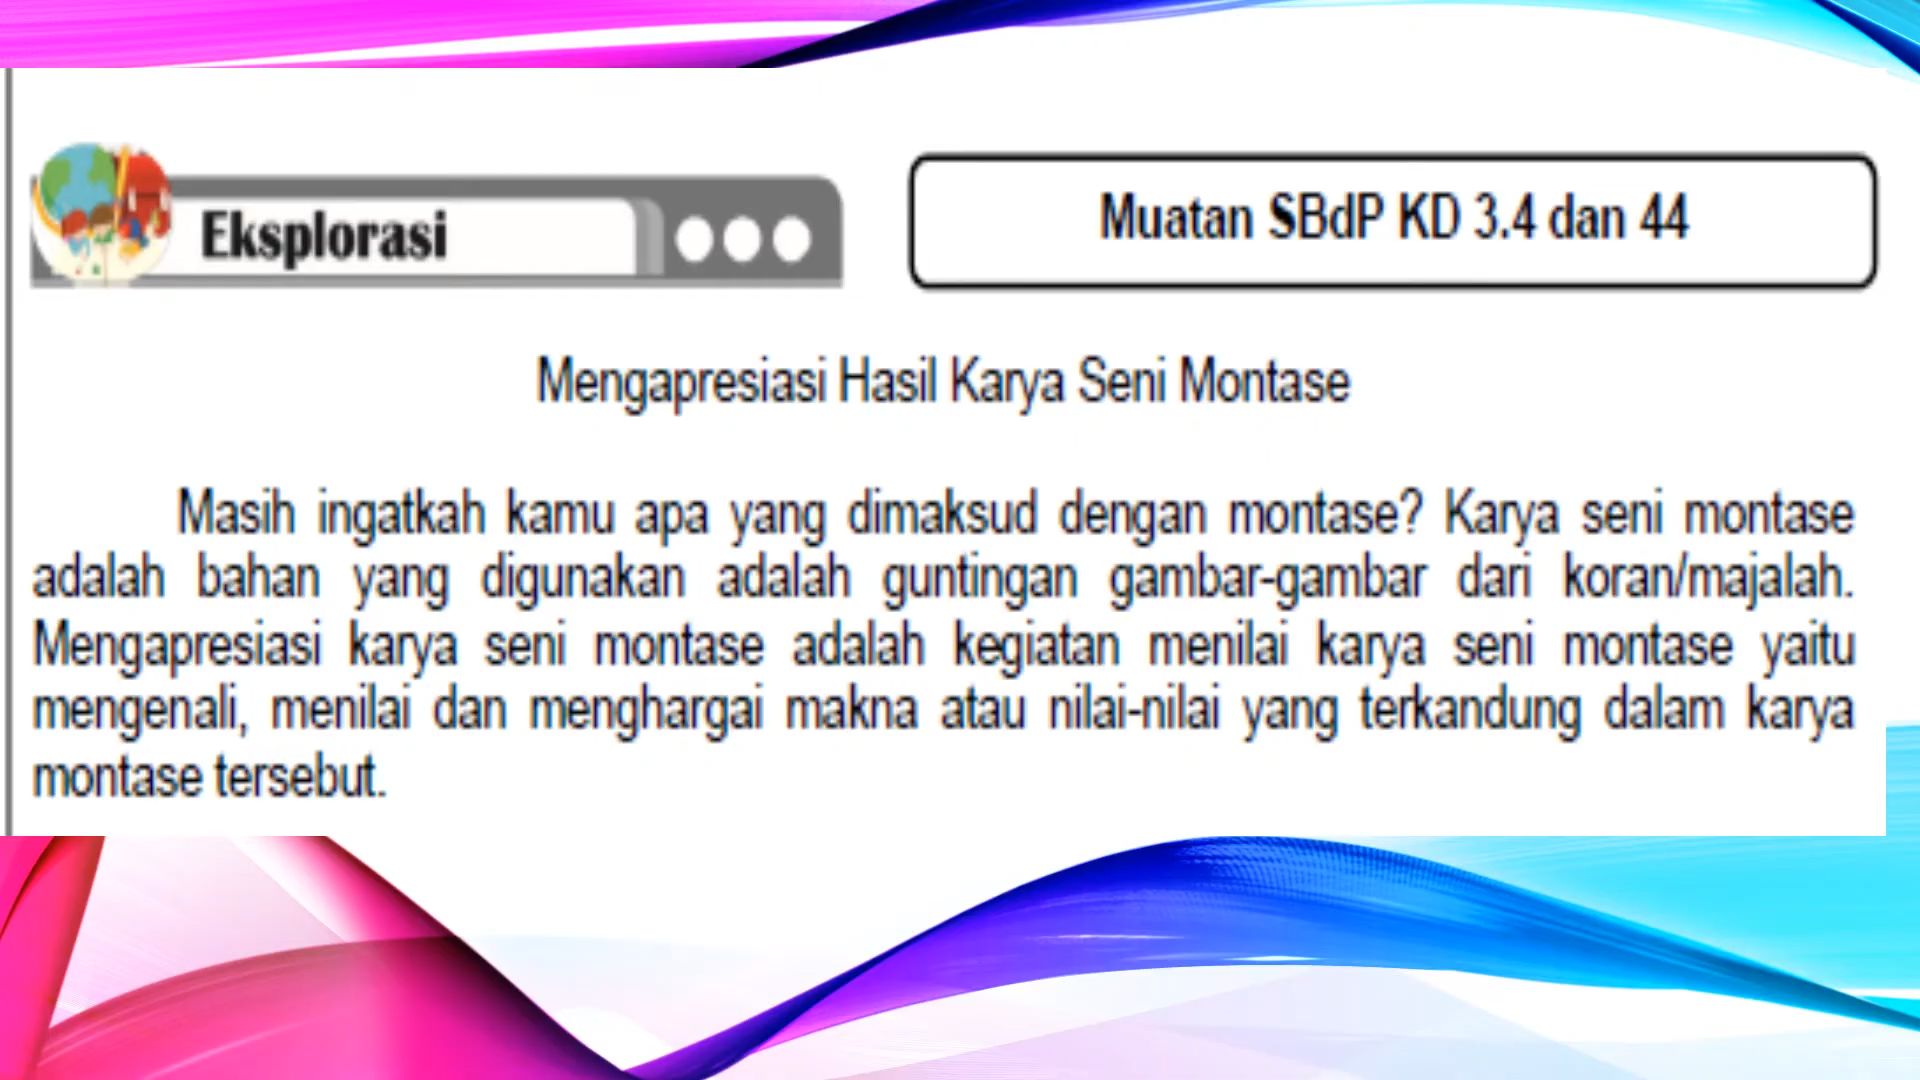 Eksplorasi
Muatan SBdP KD 3.4 dan 44
Mengapresiasi Hasil Karya Seni Montase
Masih ingatkah kamu apa yang dimaksud dengan montase? Karya seni montase
adalah bahan yang digunakan adalah guntingan gambar-gambar dari koran/majalah.
Mengapresiasi karya seni montase adalah kegiatan menilai karya seni montase yaitu
mengenali, menilai dan menghargai makna atau nilai-nilai yang terkandung dalam karya
montase tersebut.